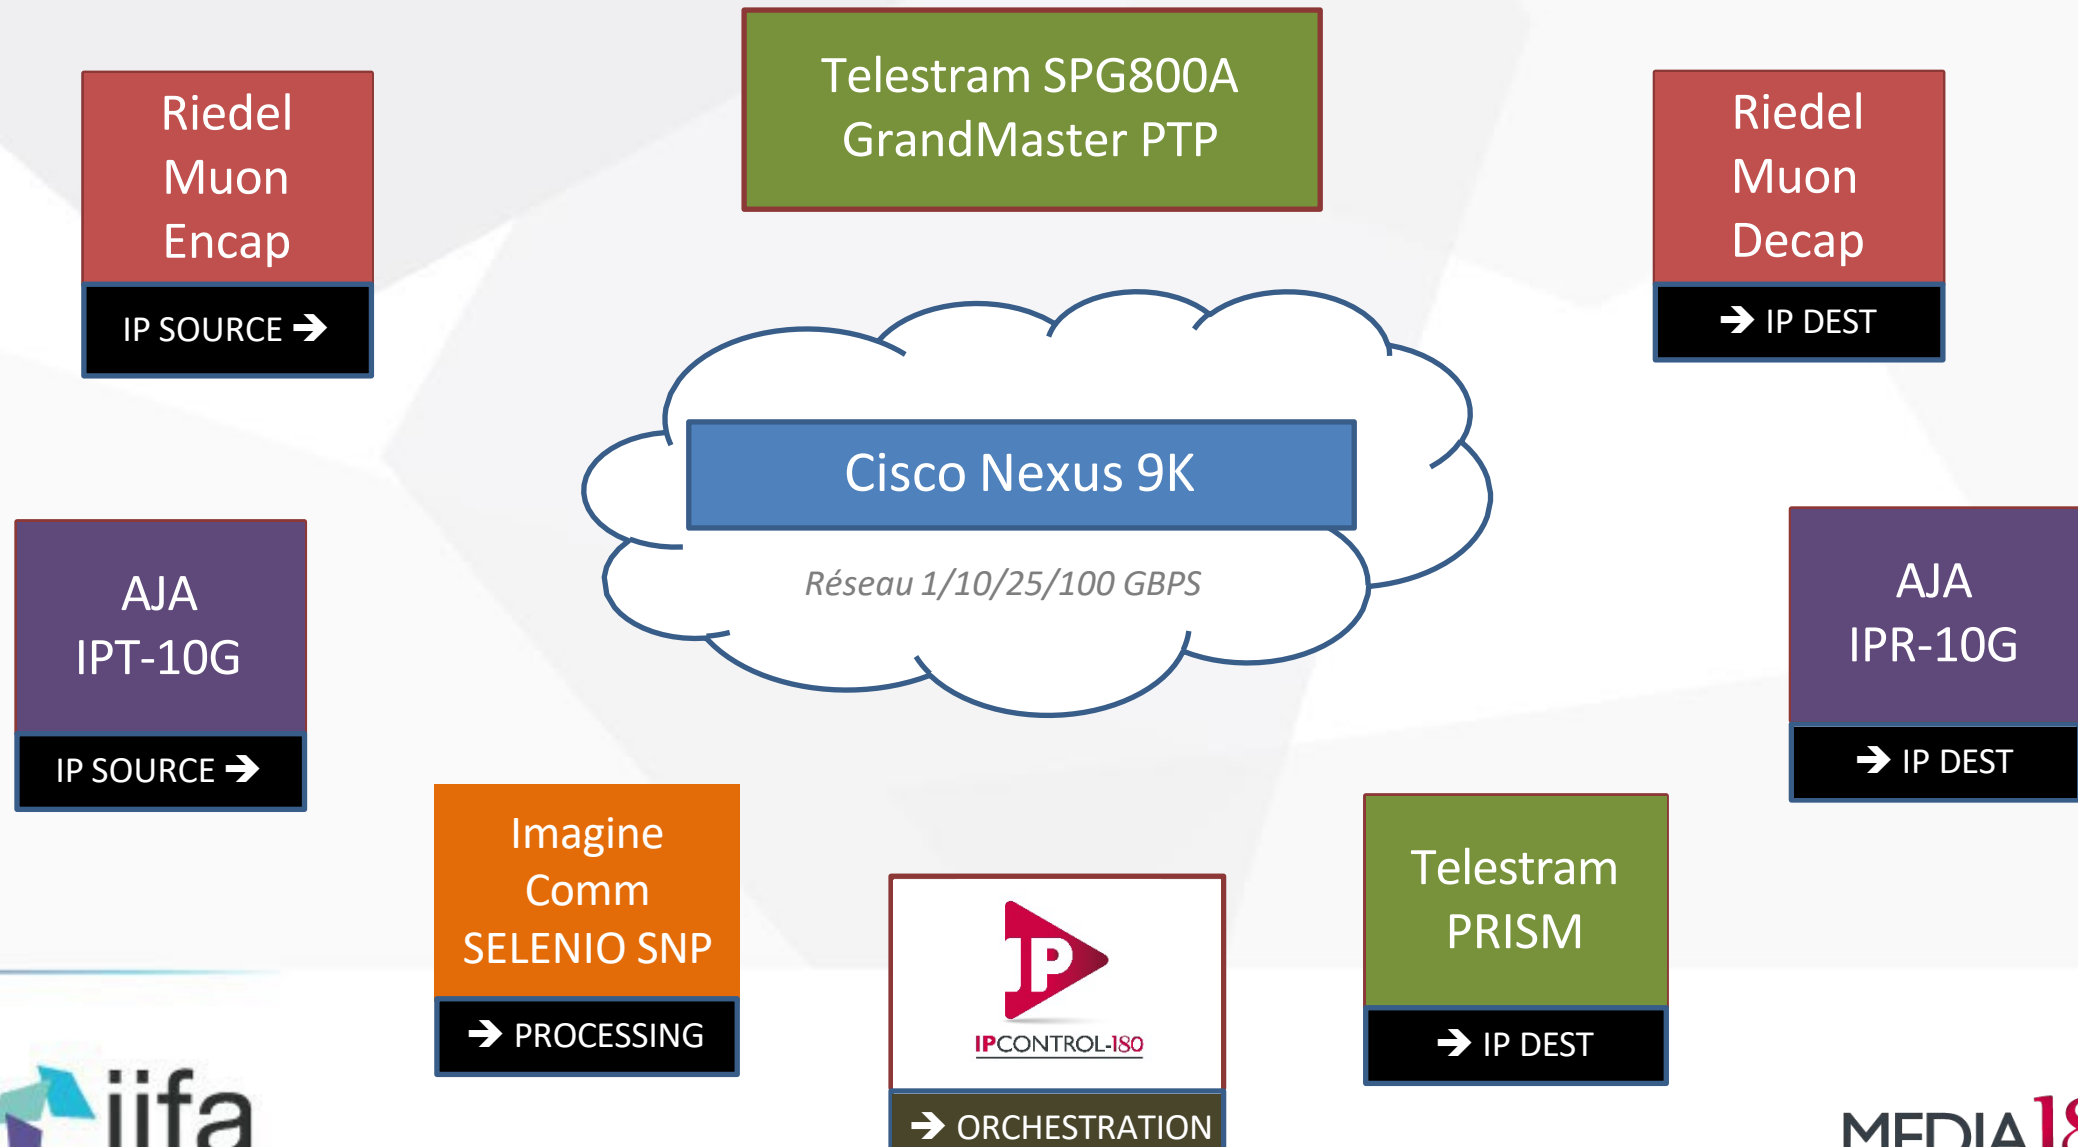 Telestram SPG800A
GrandMaster PTP
Riedel
Muon
Encap
IP SOURCE ➔
Riedel
Muon
Decap
➔ IP DEST
Cisco Nexus 9K
Réseau 1/10/25/100 GBPS
AJA
IPT-10G
IP SOURCE ➔
AJA
IPR-10G
➔ IP DEST
Imagine
Comm
SELENIO SNP
➔ PROCESSING
IP
IPCONTROL-180
➔ ORCHESTRATION
Telestram
PRISM
➔ IP DEST
iifa
MEDIA18